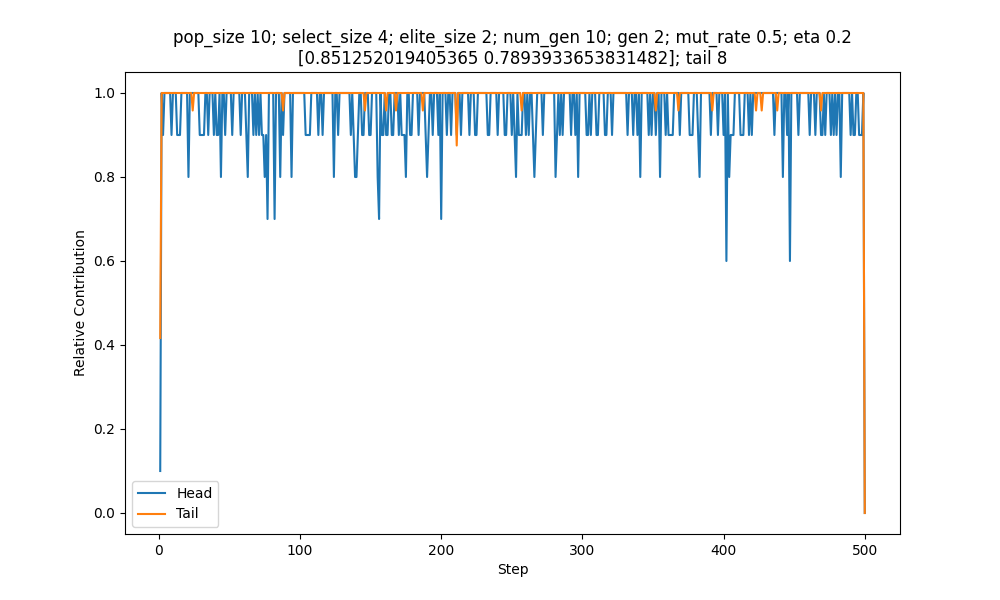 pop_size 10; select_size 4; elite_size 2; num_gen 10; gen 2; mut_rate 0.5; eta 0.2
[0.851252019405365 0.7893933653831482]; tail 8
1.0
0.8
0.6
0.4
0.2
0.0
Relative Contribution
Head
Tail
0
100
200
300
400
500
Step